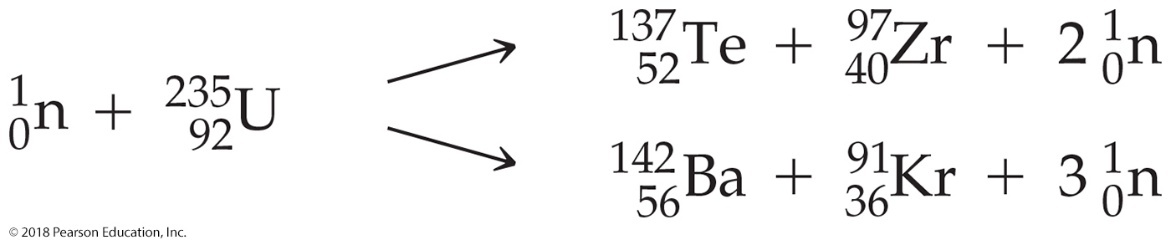 ¹₀n + ²³⁵₉₂U
¹³⁷₅₂Te + ⁹⁷₄₀Zr + 2 ¹₀n
¹⁴²₅₆Ba + ⁹¹₃₆Kr + 3 ¹₀n
© 2018 Pearson Education, Inc.